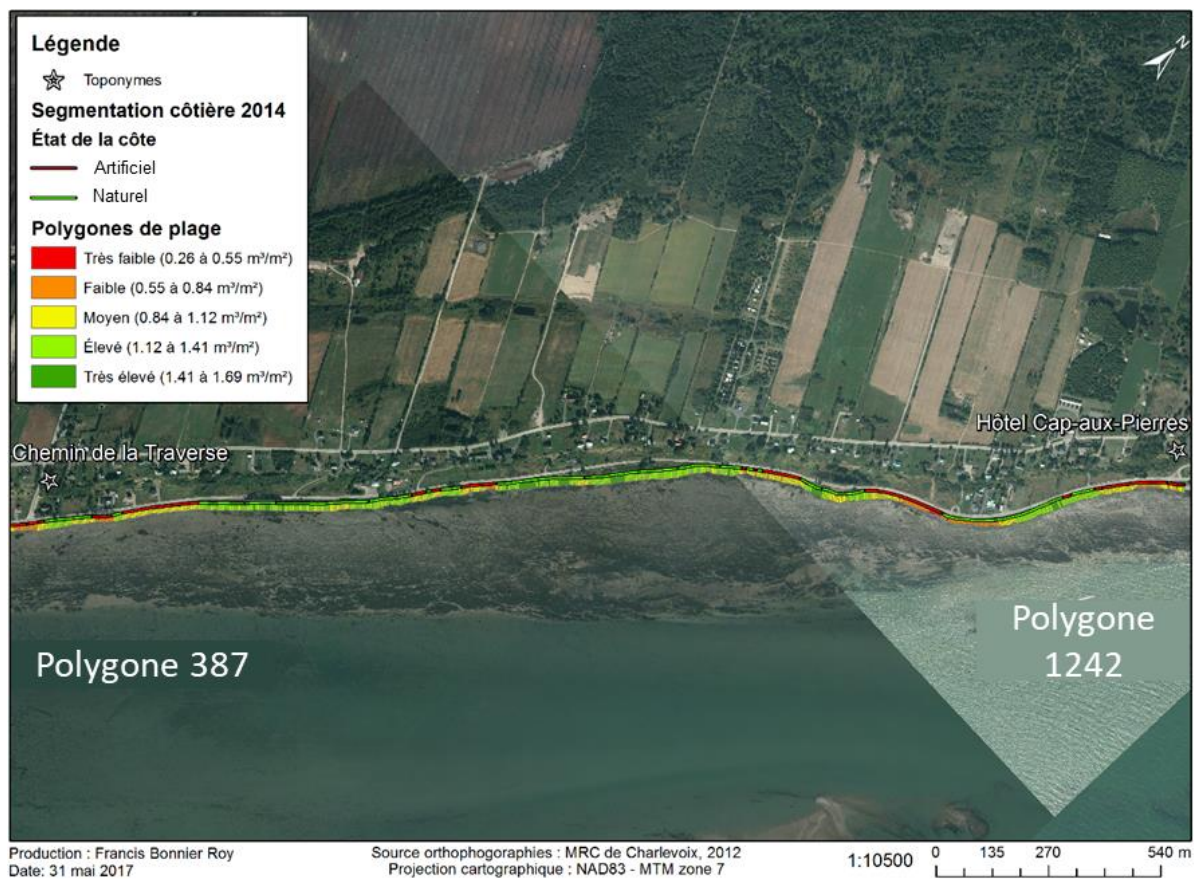 Légende
Toponymes
Segmentation côtière 2014
État de la côte
Artificiel
Naturel
Polygones de plage
Très faible (0.26 à 0.55 m³/m²)
Faible (0.55 à 0.84 m³/m²)
Moyen (0.84 à 1.12 m³/m²)
Élevé (1.12 à 1.41 m³/m²)
Très élevé (1.41 à 1.69 m³/m²)
N
Hôtel Cap-aux-Pierres
Chemin de la Traverse
Polygone 387
Polygone
1242
Production : Francis Bonnier Roy
Date: 31 mai 2017
Source orthophogoraphies : MRC de Charlevoix, 2012
Projection cartographique : NAD83 - MTM zone 7
1:10500
0 135 270 540 m